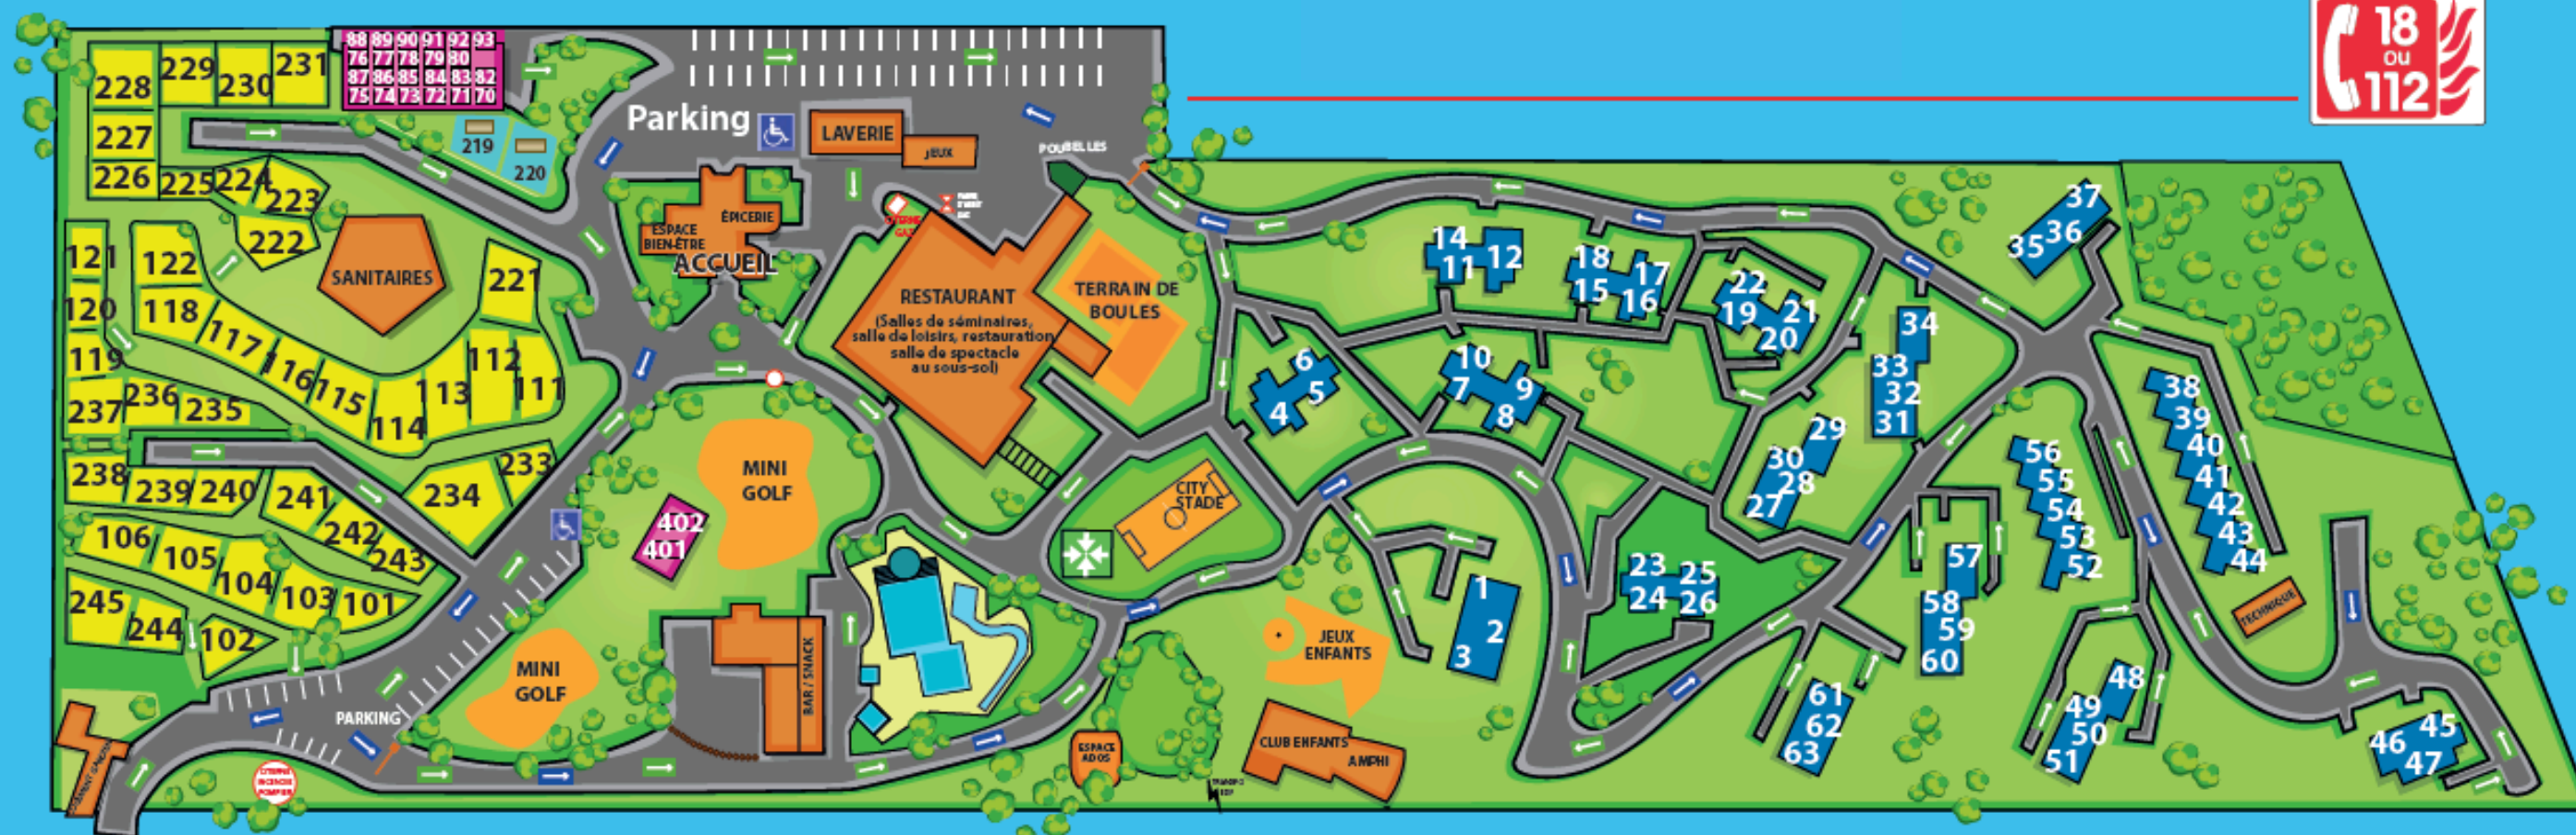 18
OU
112
88 89 90 91 92 93
76 77 78 79 80
87 86 85 84 83 82
75 74 73 72 71 70
228
229
230
231
227
226
225
224
223
222
219
220
Parking
LAVERIE
JEUX
POUBELLES
ÉPICERIE
ESPACE
BIEN-ÊTRE
ACCUEIL
CITERNE
GAZ
RESTAURANT
(Salles de séminaires,
salle de loisirs, restauration
salle de spectacle
au sous-sol)
TERRAIN DE
BOULES
SANITAIRES
221
121
122
120
118
119
117
116
115
114
113
112
111
237
236
235
238
239
240
241
242
243
234
233
106
105
104
103
101
245
244
102
MINI
GOLF
402
401
MINI
GOLF
BAR / SNACK
PARKING
CITERNE
INCENDIE
POMPIER
CITY
STADE
JEUX
ENFANTS
CLUB ENFANTS
AMPHI
ESPACE
ADOS
14
11
12
18
15
17
16
22
19
21
20
6
5
4
10
7
9
8
37
36
35
34
33
32
31
29
30
28
27
38
39
40
41
42
43
44
56
55
54
53
52
57
58
59
60
23
25
24
26
1
2
3
61
62
63
48
49
50
51
TECHNIQUE
45
46
47